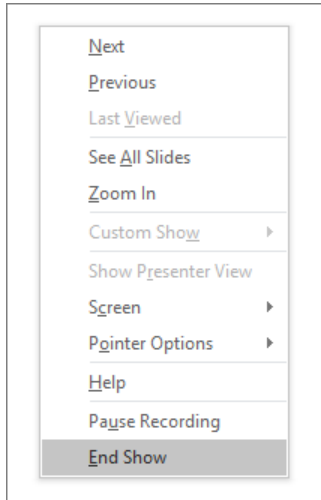 Next
Previous
Last Viewed
See All Slides
Zoom In
Custom Show
Show Presenter View
Screen
Pointer Options
Help
Pause Recording
End Show